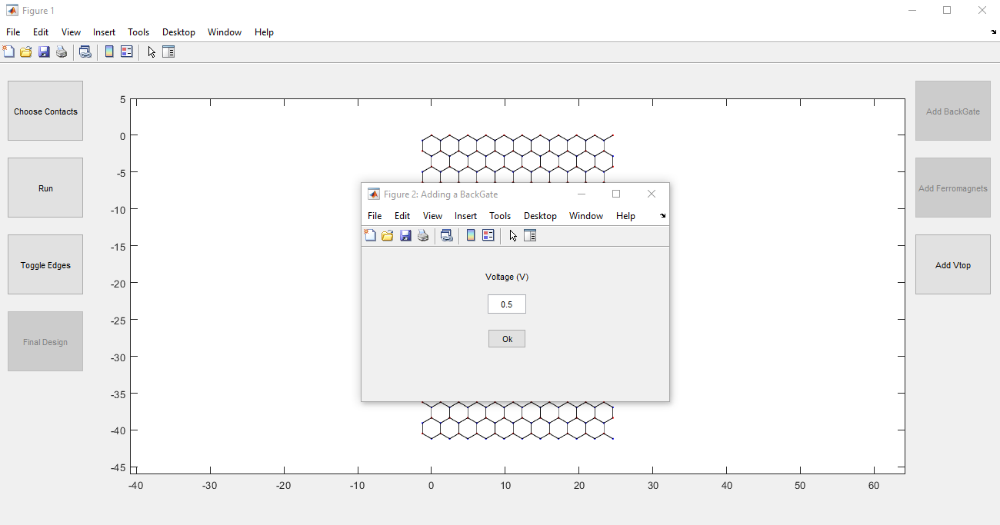 Figure 1
File Edit View Insert Tools Desktop Window Help
Choose Contacts
Run
Toggle Edges
Final Design
5
0
-5
-10
-15
-20
-25
-30
-35
-40
-45
-40 -30 -20 -10 0 10 20 30 40 50 60
Figure 2: Adding a BackGate
File Edit View Insert Tools Desktop Window Help
Voltage (V)
0.5
Ok
Add BackGate
Add Ferromagnets
Add Vtop